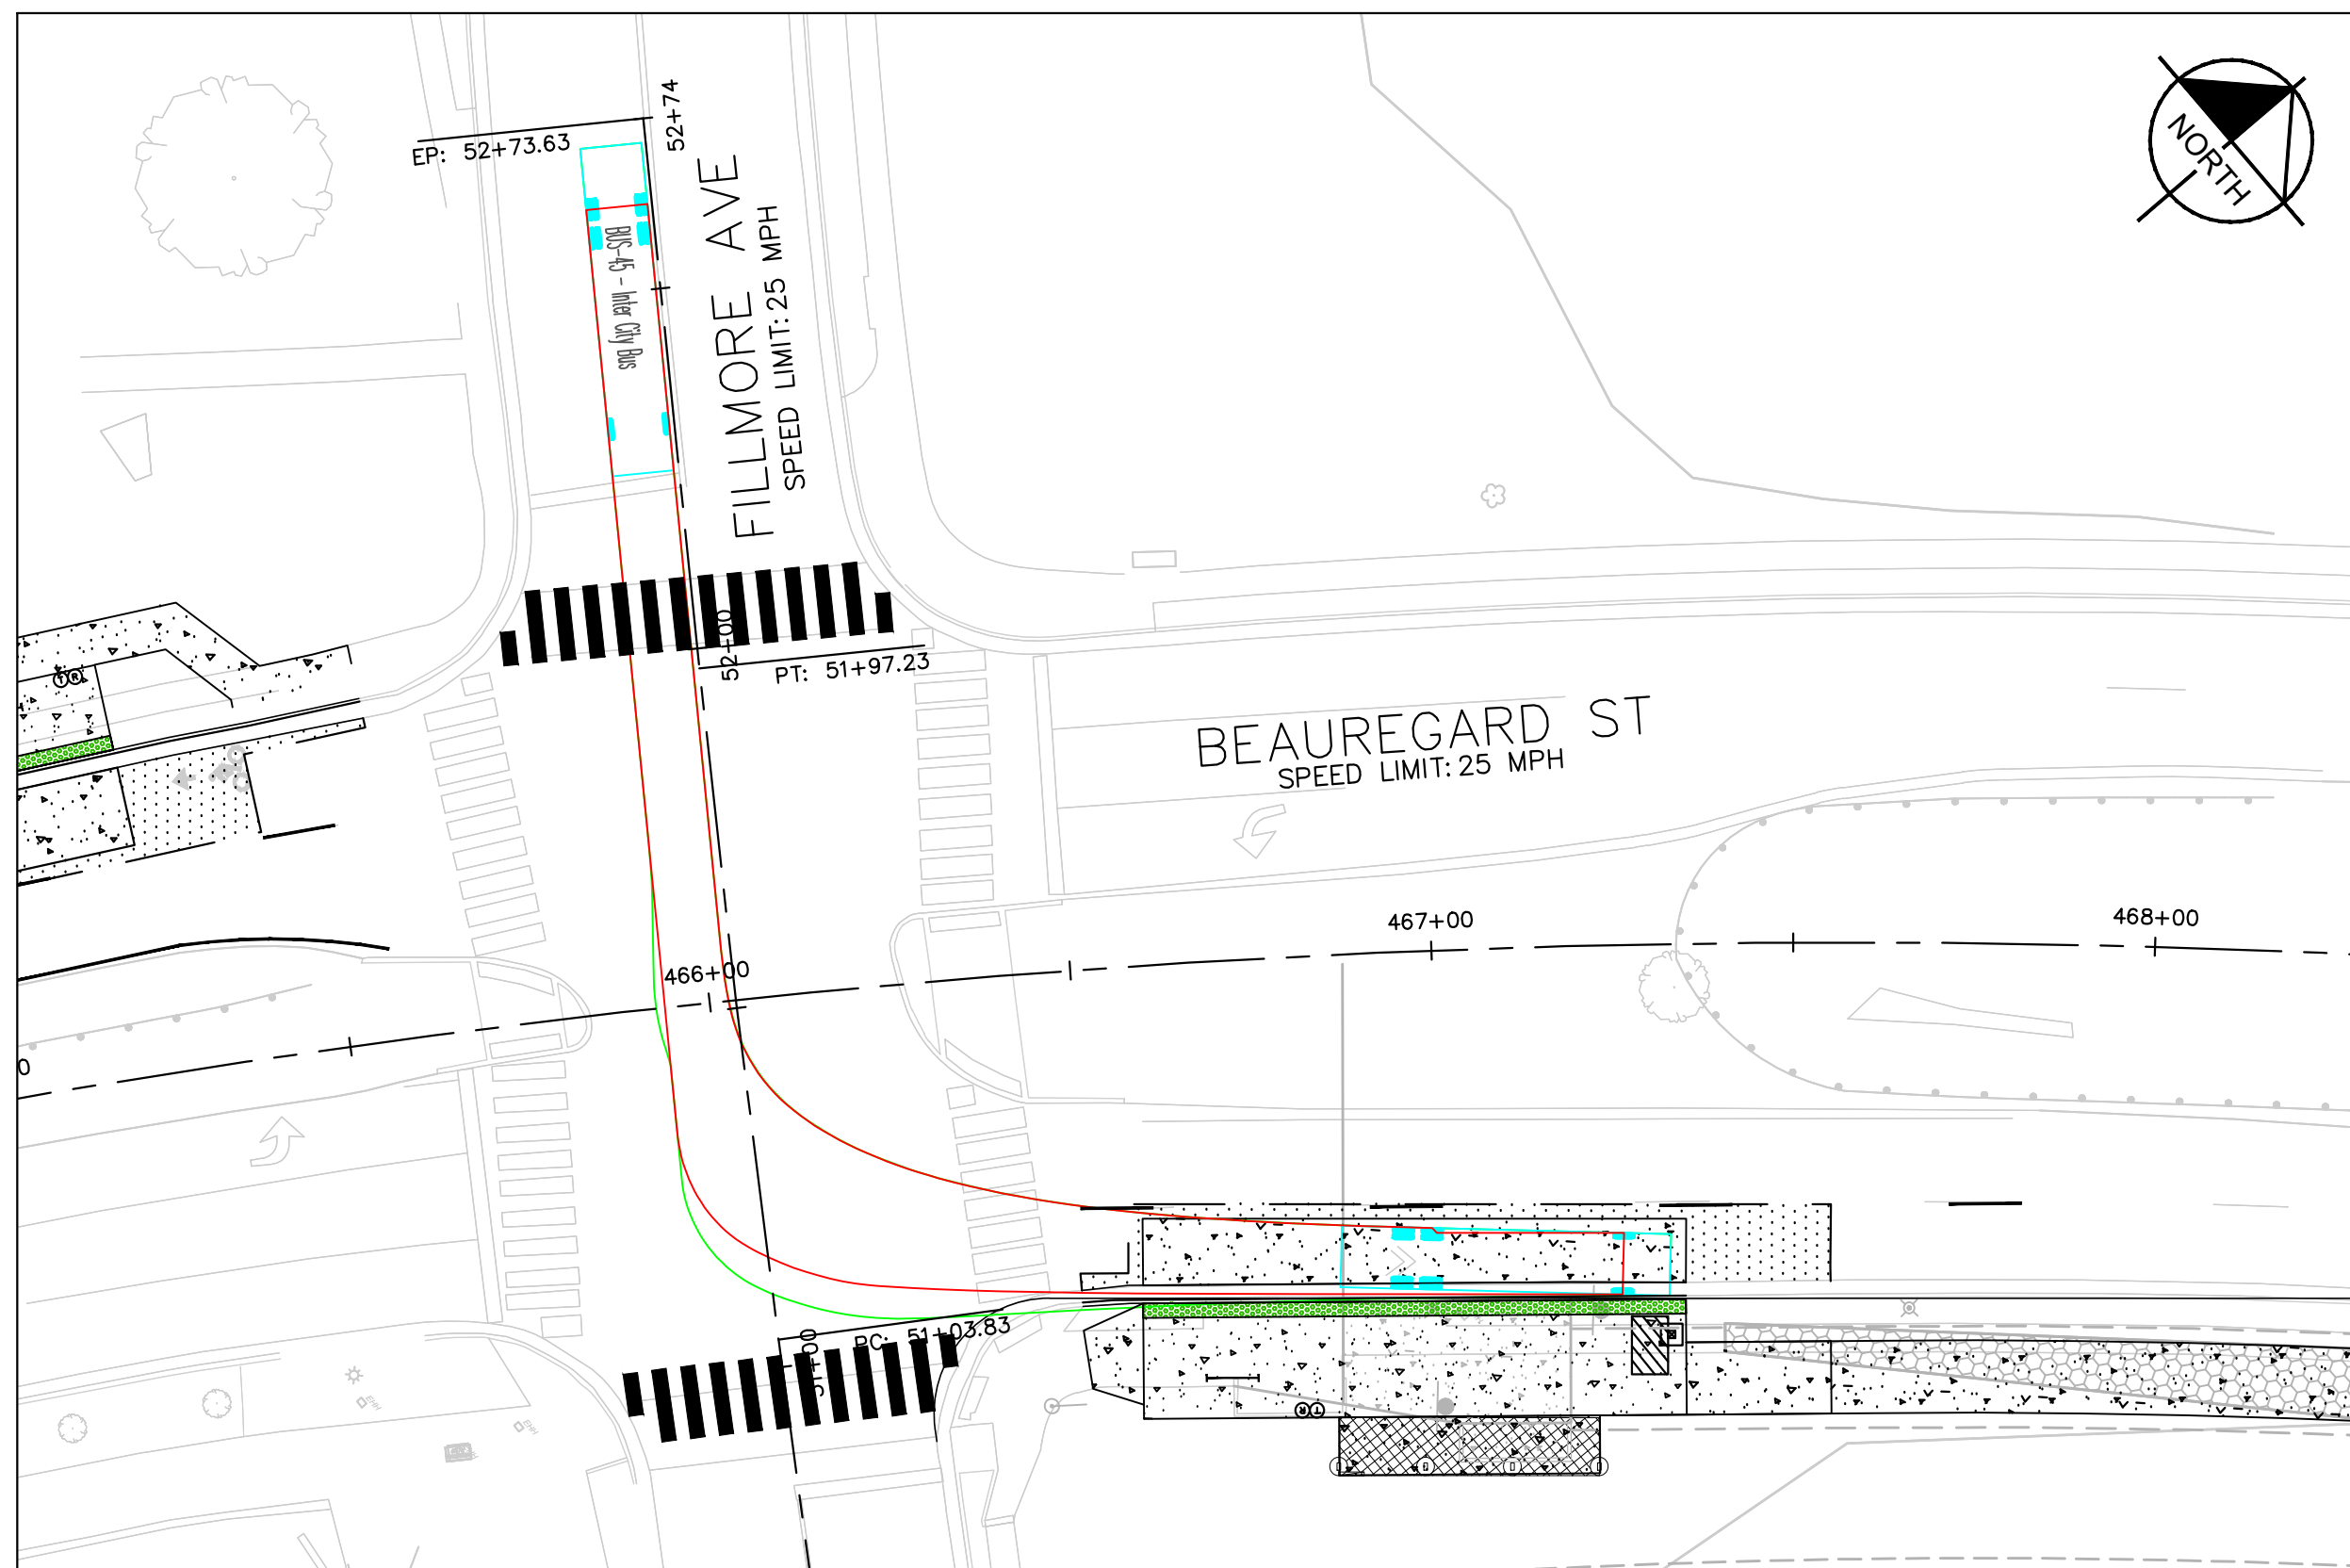 52+74
EP: 52+73.63
NORTH
BUS-45 - Inter City Bus
FILLMORE AVE
SPEED LIMIT: 25 MPH
52+00
PT: 51+97.23
T R
BEAUREGARD ST
SPEED LIMIT: 25 MPH
466+00
467+00
468+00
0
PC: 51+03.83
51+00
R T
EHH
EHH